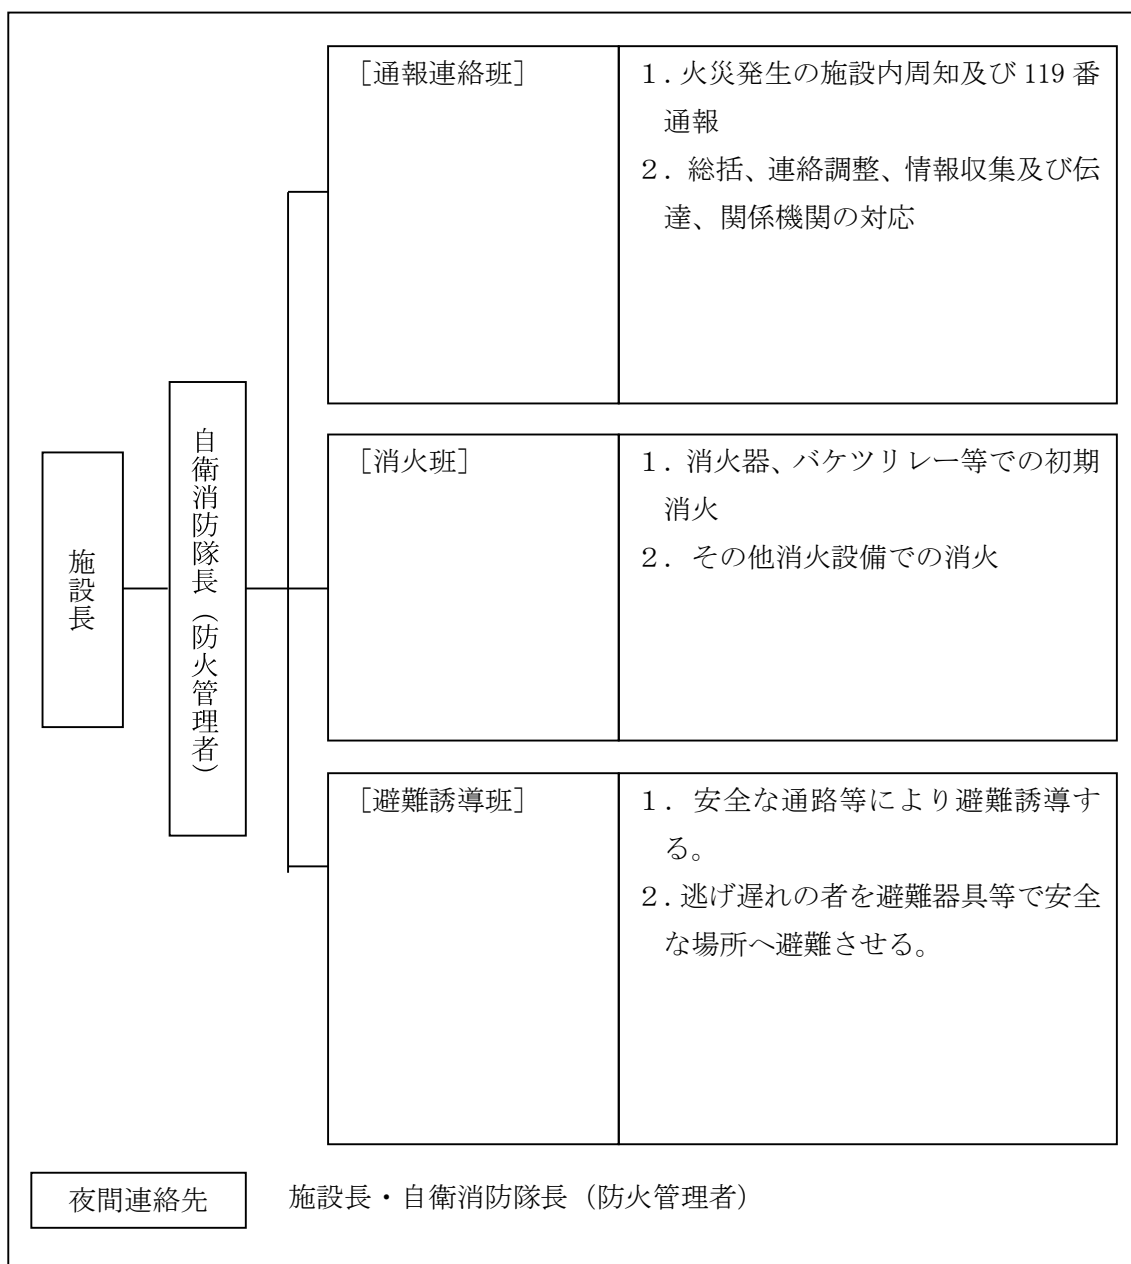 [通報連絡班]
1．火災発生の施設内周知及び 119 番
通報
2．総括、連絡調整、情報収集及び伝
達、関係機関の対応
施設長
自衛消防隊長（防火管理者）
[消火班]
1．消火器、バケツリレー等での初期
消火
2．その他消火設備での消火
[避難誘導班]
1．安全な通路等により避難誘導す
る。
2．逃げ遅れの者を避難器具等で安全
な場所へ避難させる。
夜間連絡先
施設長・自衛消防隊長（防火管理者）